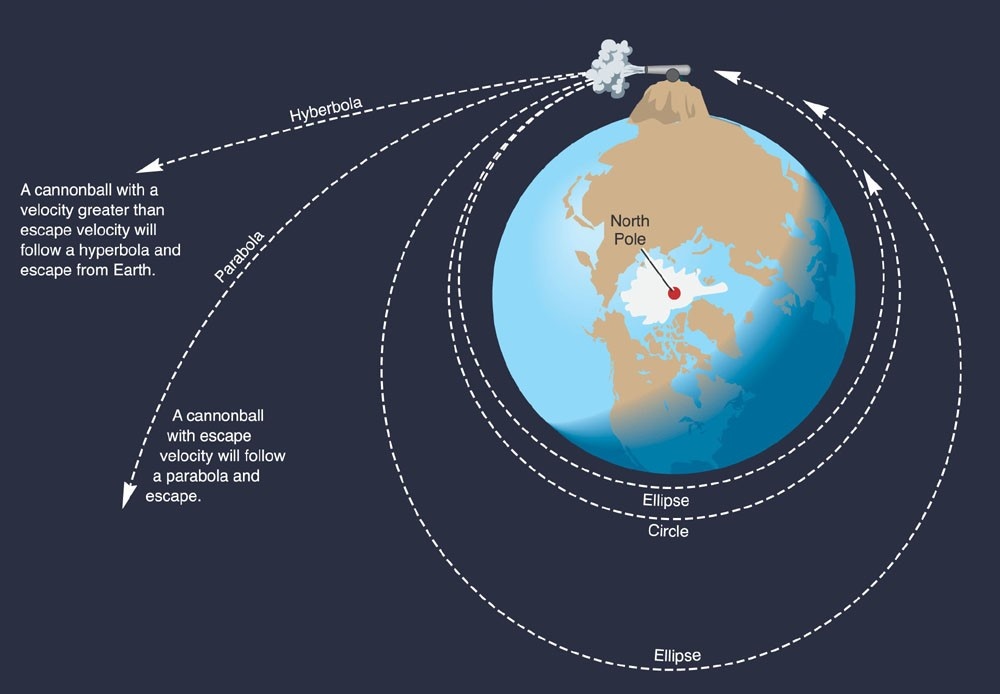 Hyberbola
A cannonball with a
velocity greater than
escape velocity will
follow a hyperbola and
escape from Earth.
Parabola
North
Pole
A cannonball
with escape
velocity will follow
a parabola and
escape.
Ellipse
Circle
Ellipse